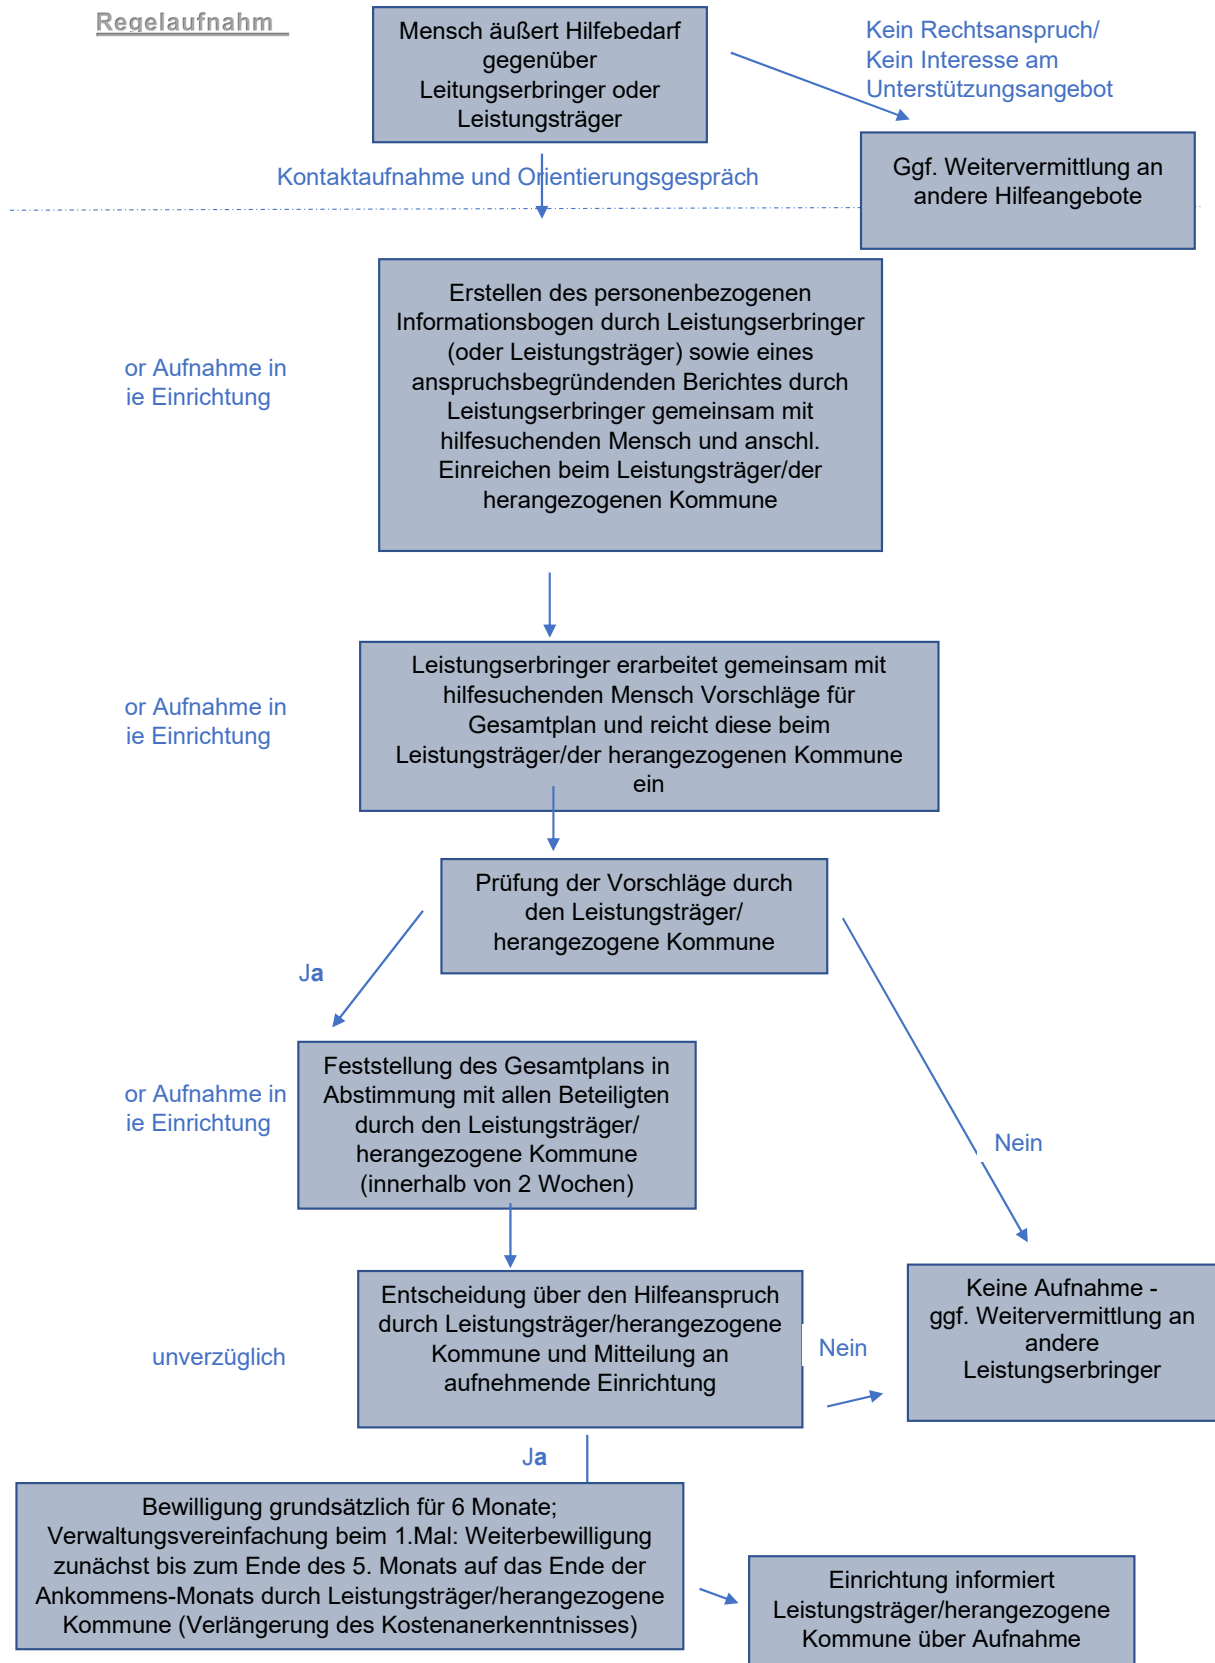 Regelaufnahm
Mensch äußert Hilfebedarf
gegenüber
Leitungserbringer oder
Leistungsträger
Kein Rechtsanspruch/
Kein Interesse am
Unterstützungsangebot
Ggf. Weitervermittlung an
andere Hilfeangebote
Kontaktaufnahme und Orientierungsgespräch
Erstellen des personenbezogenen
Informationsbogen durch Leistungserbringer
(oder Leistungsträger) sowie eines
anspruchsbegründenden Berichtes durch
Leistungserbringer gemeinsam mit
hilfesuchenden Mensch und anschl.
Einreichen beim Leistungsträger/der
herangezogenen Kommune
or Aufnahme in
ie Einrichtung
Leistungserbringer erarbeitet gemeinsam mit
hilfesuchenden Mensch Vorschläge für
Gesamtplan und reicht diese beim
Leistungsträger/der herangezogenen Kommune
ein
or Aufnahme in
ie Einrichtung
Prüfung der Vorschläge durch
den Leistungsträger/
herangezogene Kommune
Ja
Feststellung des Gesamtplans in
Abstimmung mit allen Beteiligten
durch den Leistungsträger/
herangezogene Kommune
(innerhalb von 2 Wochen)
or Aufnahme in
ie Einrichtung
Nein
Entscheidung über den Hilfeanspruch
durch Leistungsträger/herangezogene
Kommune und Mitteilung an
aufnehmende Einrichtung
unverzüglich
Nein
Keine Aufnahme -
ggf. Weitervermittlung an
andere
Leistungserbringer
Ja
Bewilligung grundsätzlich für 6 Monate;
Verwaltungsvereinfachung beim 1.Mal: Weiterbewilligung
zunächst bis zum Ende des 5. Monats auf das Ende der
Ankommens-Monats durch Leistungsträger/herangezogene
Kommune (Verlängerung des Kostenanerkenntnisses)
Einrichtung informiert
Leistungsträger/herangezogene
Kommune über Aufnahme